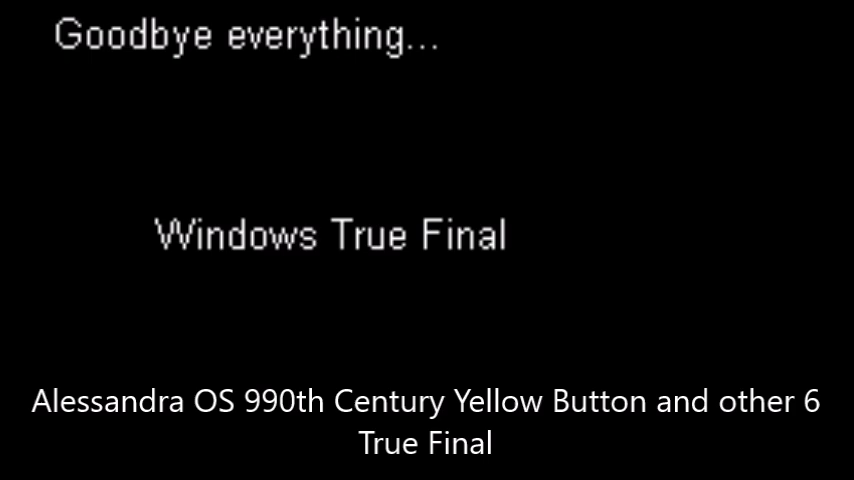 Goodbye everything...
Windows True Final
Alessandra OS 990th Century Yellow Button and other 6
True Final